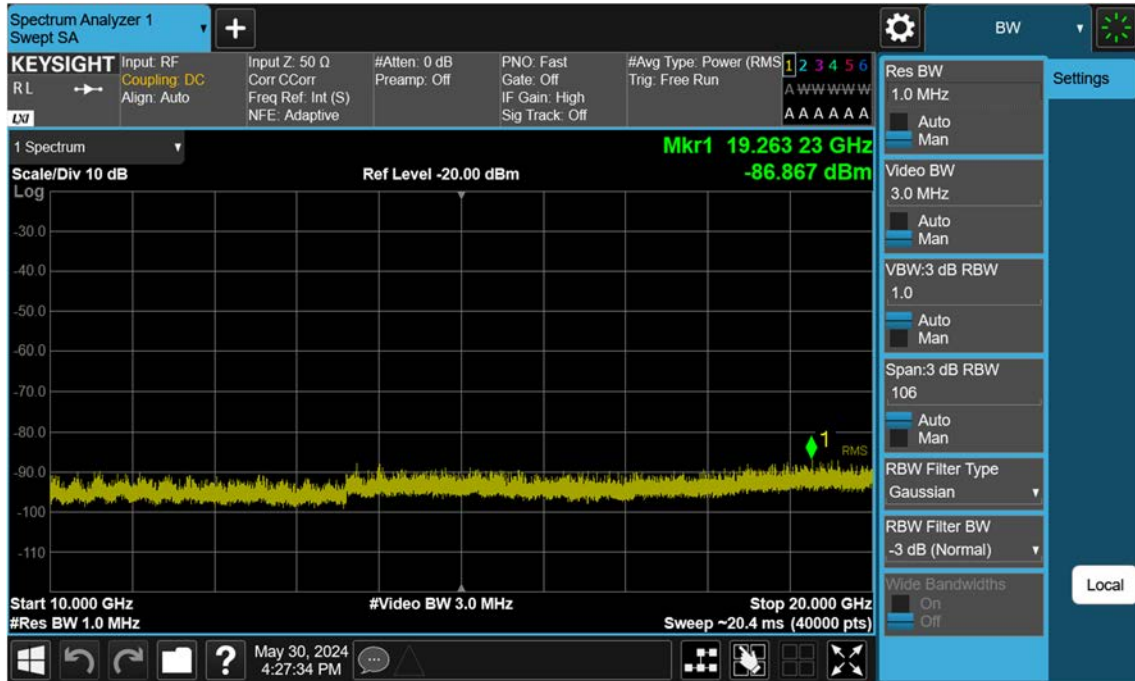 Spectrum Analyzer 1
Swept SA
BW
KEYSIGHT
RL
LXI
Input: RF
Coupling: DC
Align: Auto
Input Z: 50 Ω
Corr CCorr
Freq Ref: Int (S)
NFE: Adaptive
#Atten: 0 dB
Preamp: Off
PNO: Fast
Gate: Off
IF Gain: High
Sig Track: Off
#Avg Type: Power (RMS
Trig: Free Run
1 2 3 4 5 6
A W W W W W
A A A A A A
1 Spectrum
Mkr1 19.263 23 GHz
Scale/Div 10 dB
Ref Level -20.00 dBm
-86.867 dBm
Log
-30.0
-40.0
-50.0
-60.0
-70.0
-80.0
-90.0
-100
-110
1
RMS
Start 10.000 GHz
#Video BW 3.0 MHz
Stop 20.000 GHz
#Res BW 1.0 MHz
Sweep ~20.4 ms (40000 pts)
Res BW
1.0 MHz
Auto
Man
Video BW
3.0 MHz
Auto
Man
VBW:3 dB RBW
1.0
Auto
Man
Span:3 dB RBW
106
Auto
Man
RBW Filter Type
Gaussian
RBW Filter BW
-3 dB (Normal)
Wide Bandwidths
On
Off
Settings
Local
?
May 30, 2024
4:27:34 PM